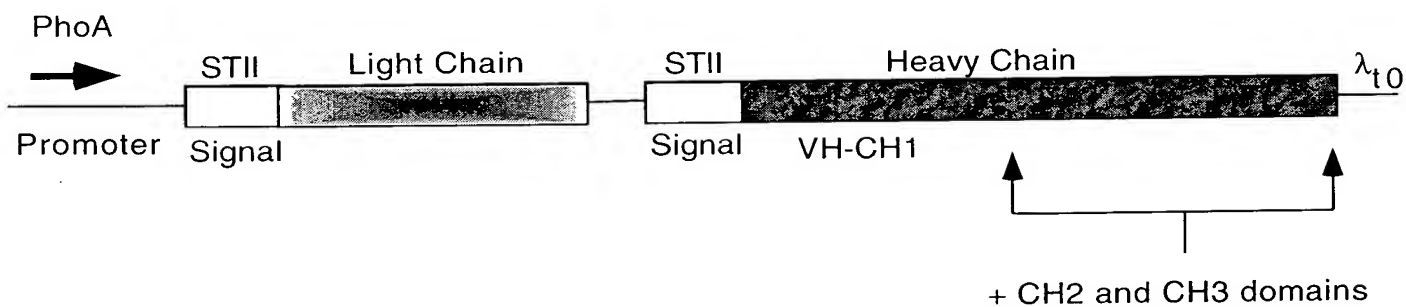 PhoA
STII
Light Chain
STII
Heavy Chain
λt0
Promoter
Signal
Signal
VH-CH1
+ CH2 and CH3 domains